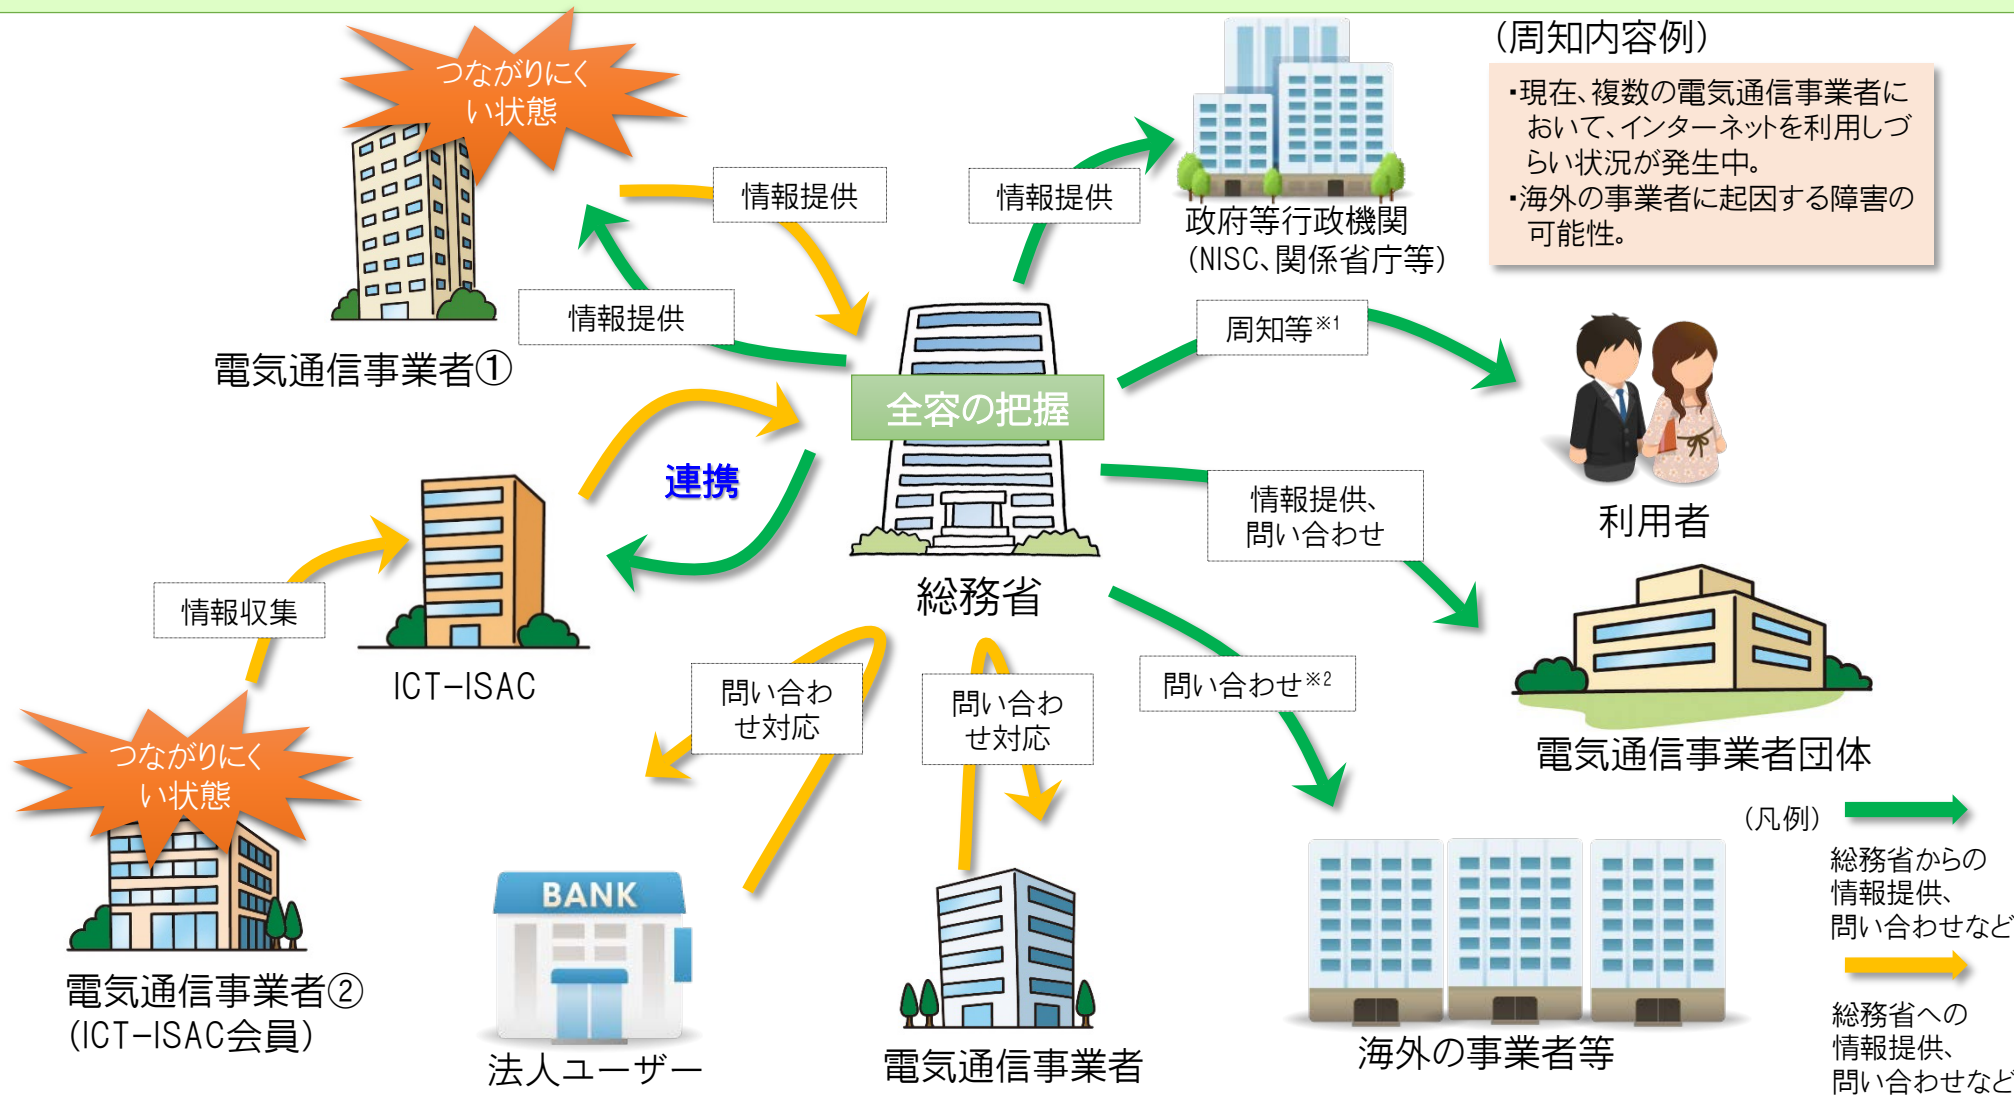 つながりにく
い状態
情報提供
情報提供
電気通信事業者①
情報提供
政府等行政機関
(NISC、関係省庁等)
(周知内容例)
・現在、複数の電気通信事業者に
おいて、インターネットを利用しづ
らい状況が発生中。
・海外の事業者に起因する障害の
可能性。
周知等※1
利用者
全容の把握
総務省
連携
情報提供、
問い合わせ
電気通信事業者団体
情報収集
ICT-ISAC
問い合わ
せ対応
問い合わ
せ対応
問い合わせ※2
つながりにく
い状態
電気通信事業者②
(ICT-ISAC会員)
BANK
法人ユーザー
電気通信事業者
海外の事業者等
(凡例)
総務省からの
情報提供、
問い合わせなど
総務省への
情報提供、
問い合わせなど